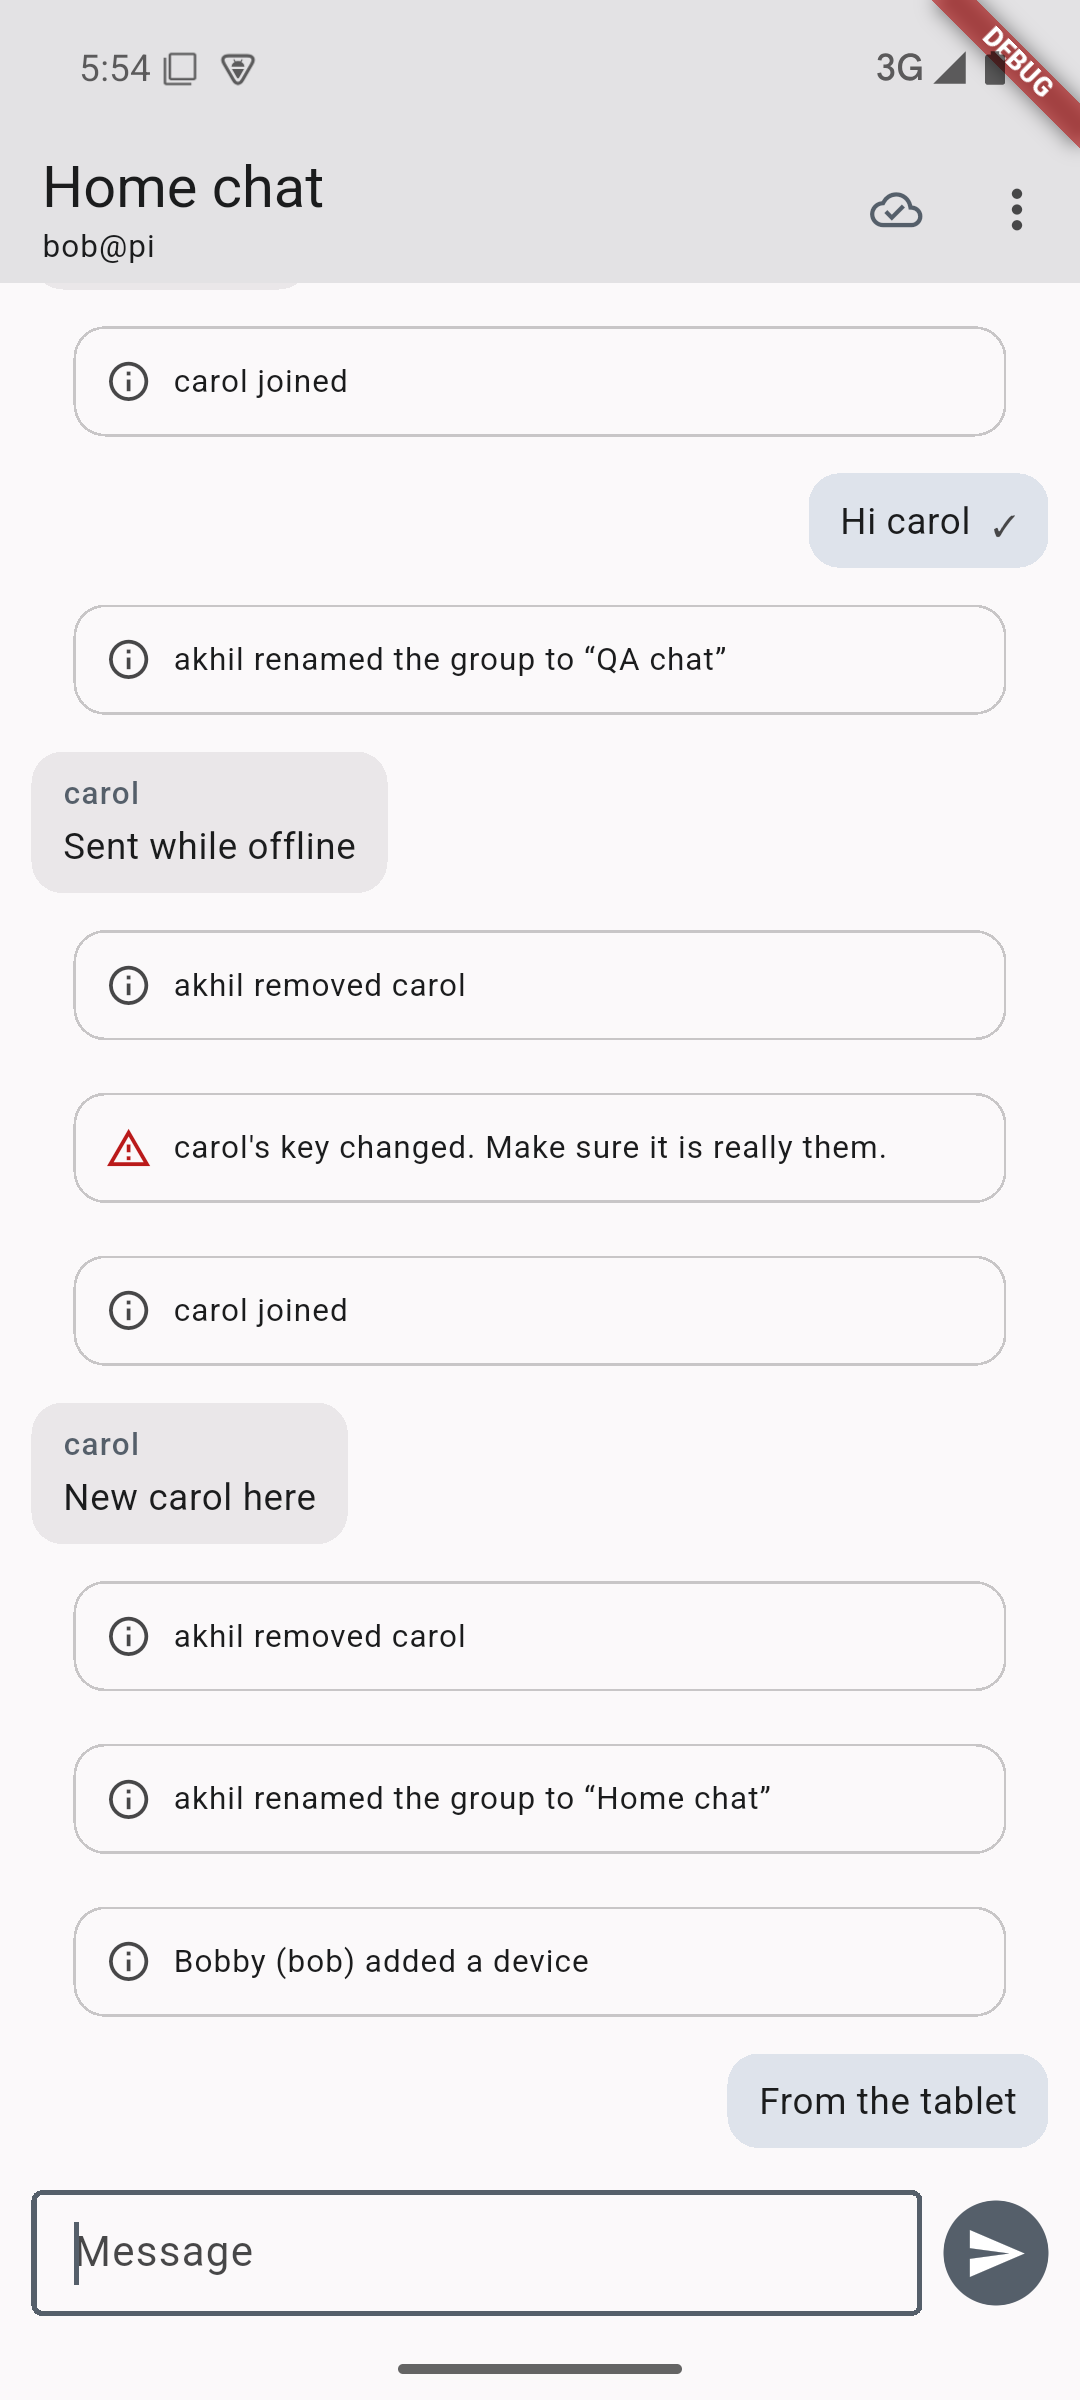 5:54
3G
DEBUG
Home chat
bob@pi
carol joined
Hi carol ✓
akhil renamed the group to “QA chat”
carol
Sent while offline
akhil removed carol
carol's key changed. Make sure it is really them.
carol joined
carol
New carol here
akhil removed carol
akhil renamed the group to “Home chat”
Bobby (bob) added a device
From the tablet
Message